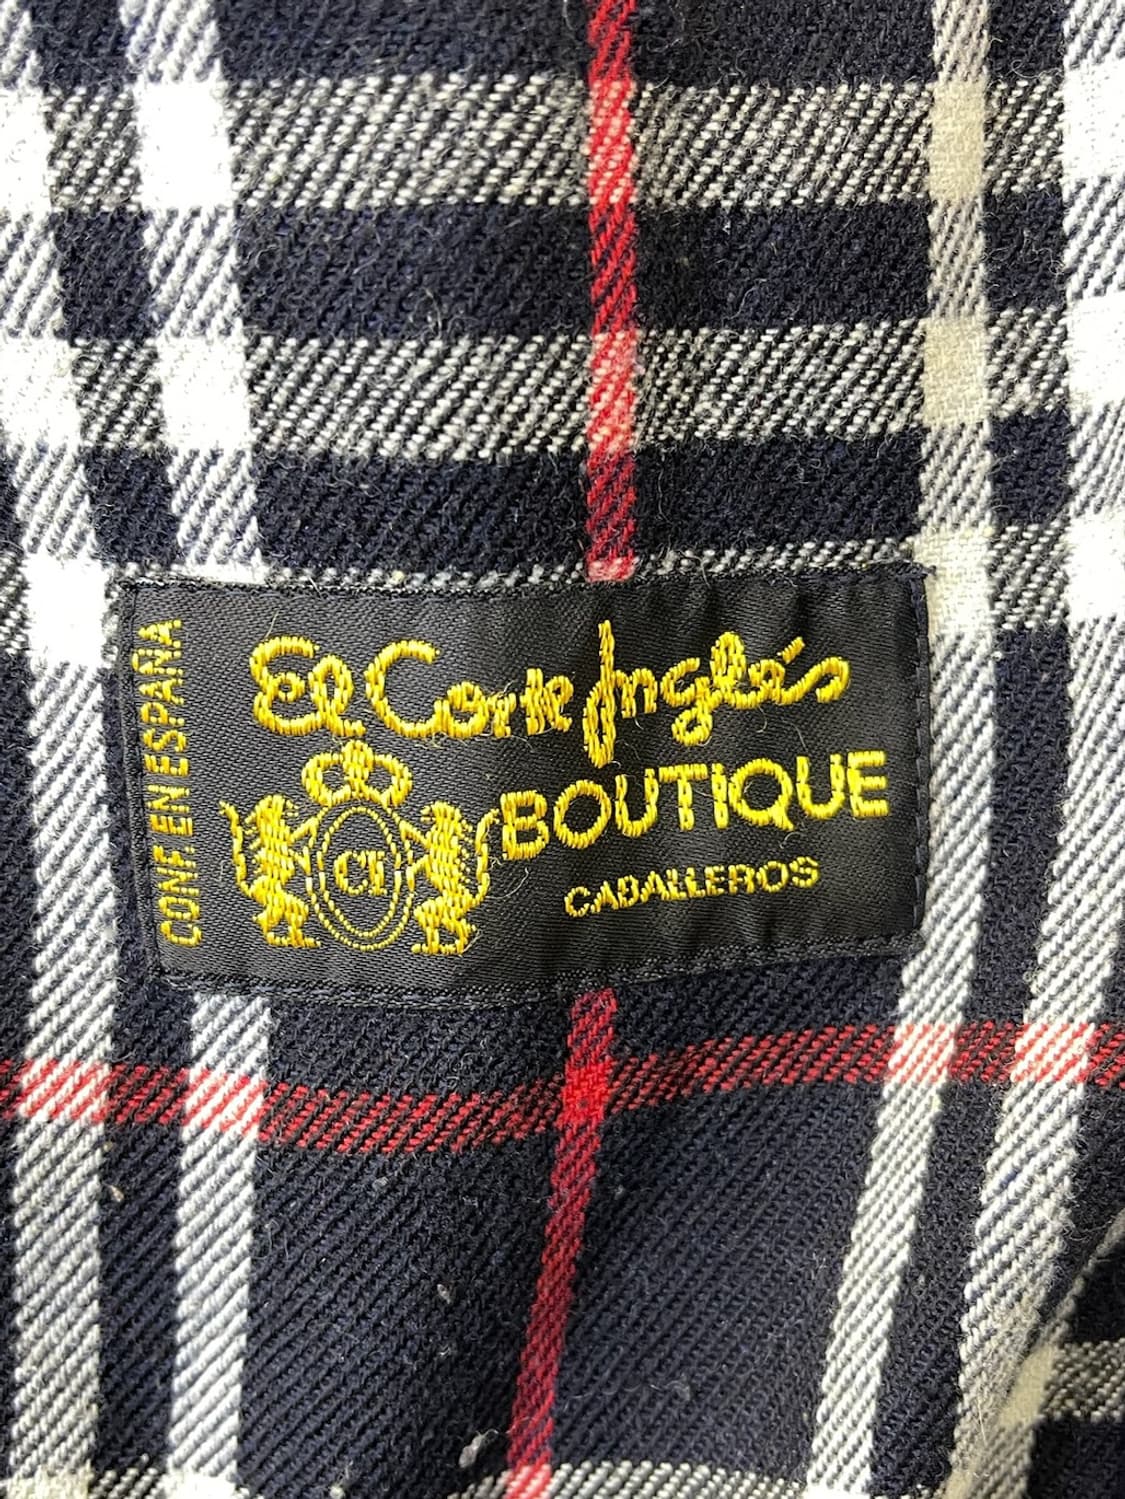 CONF. EN ESPAÑA
El Corte Inglés
BOUTIQUE
CABALLEROS
CI